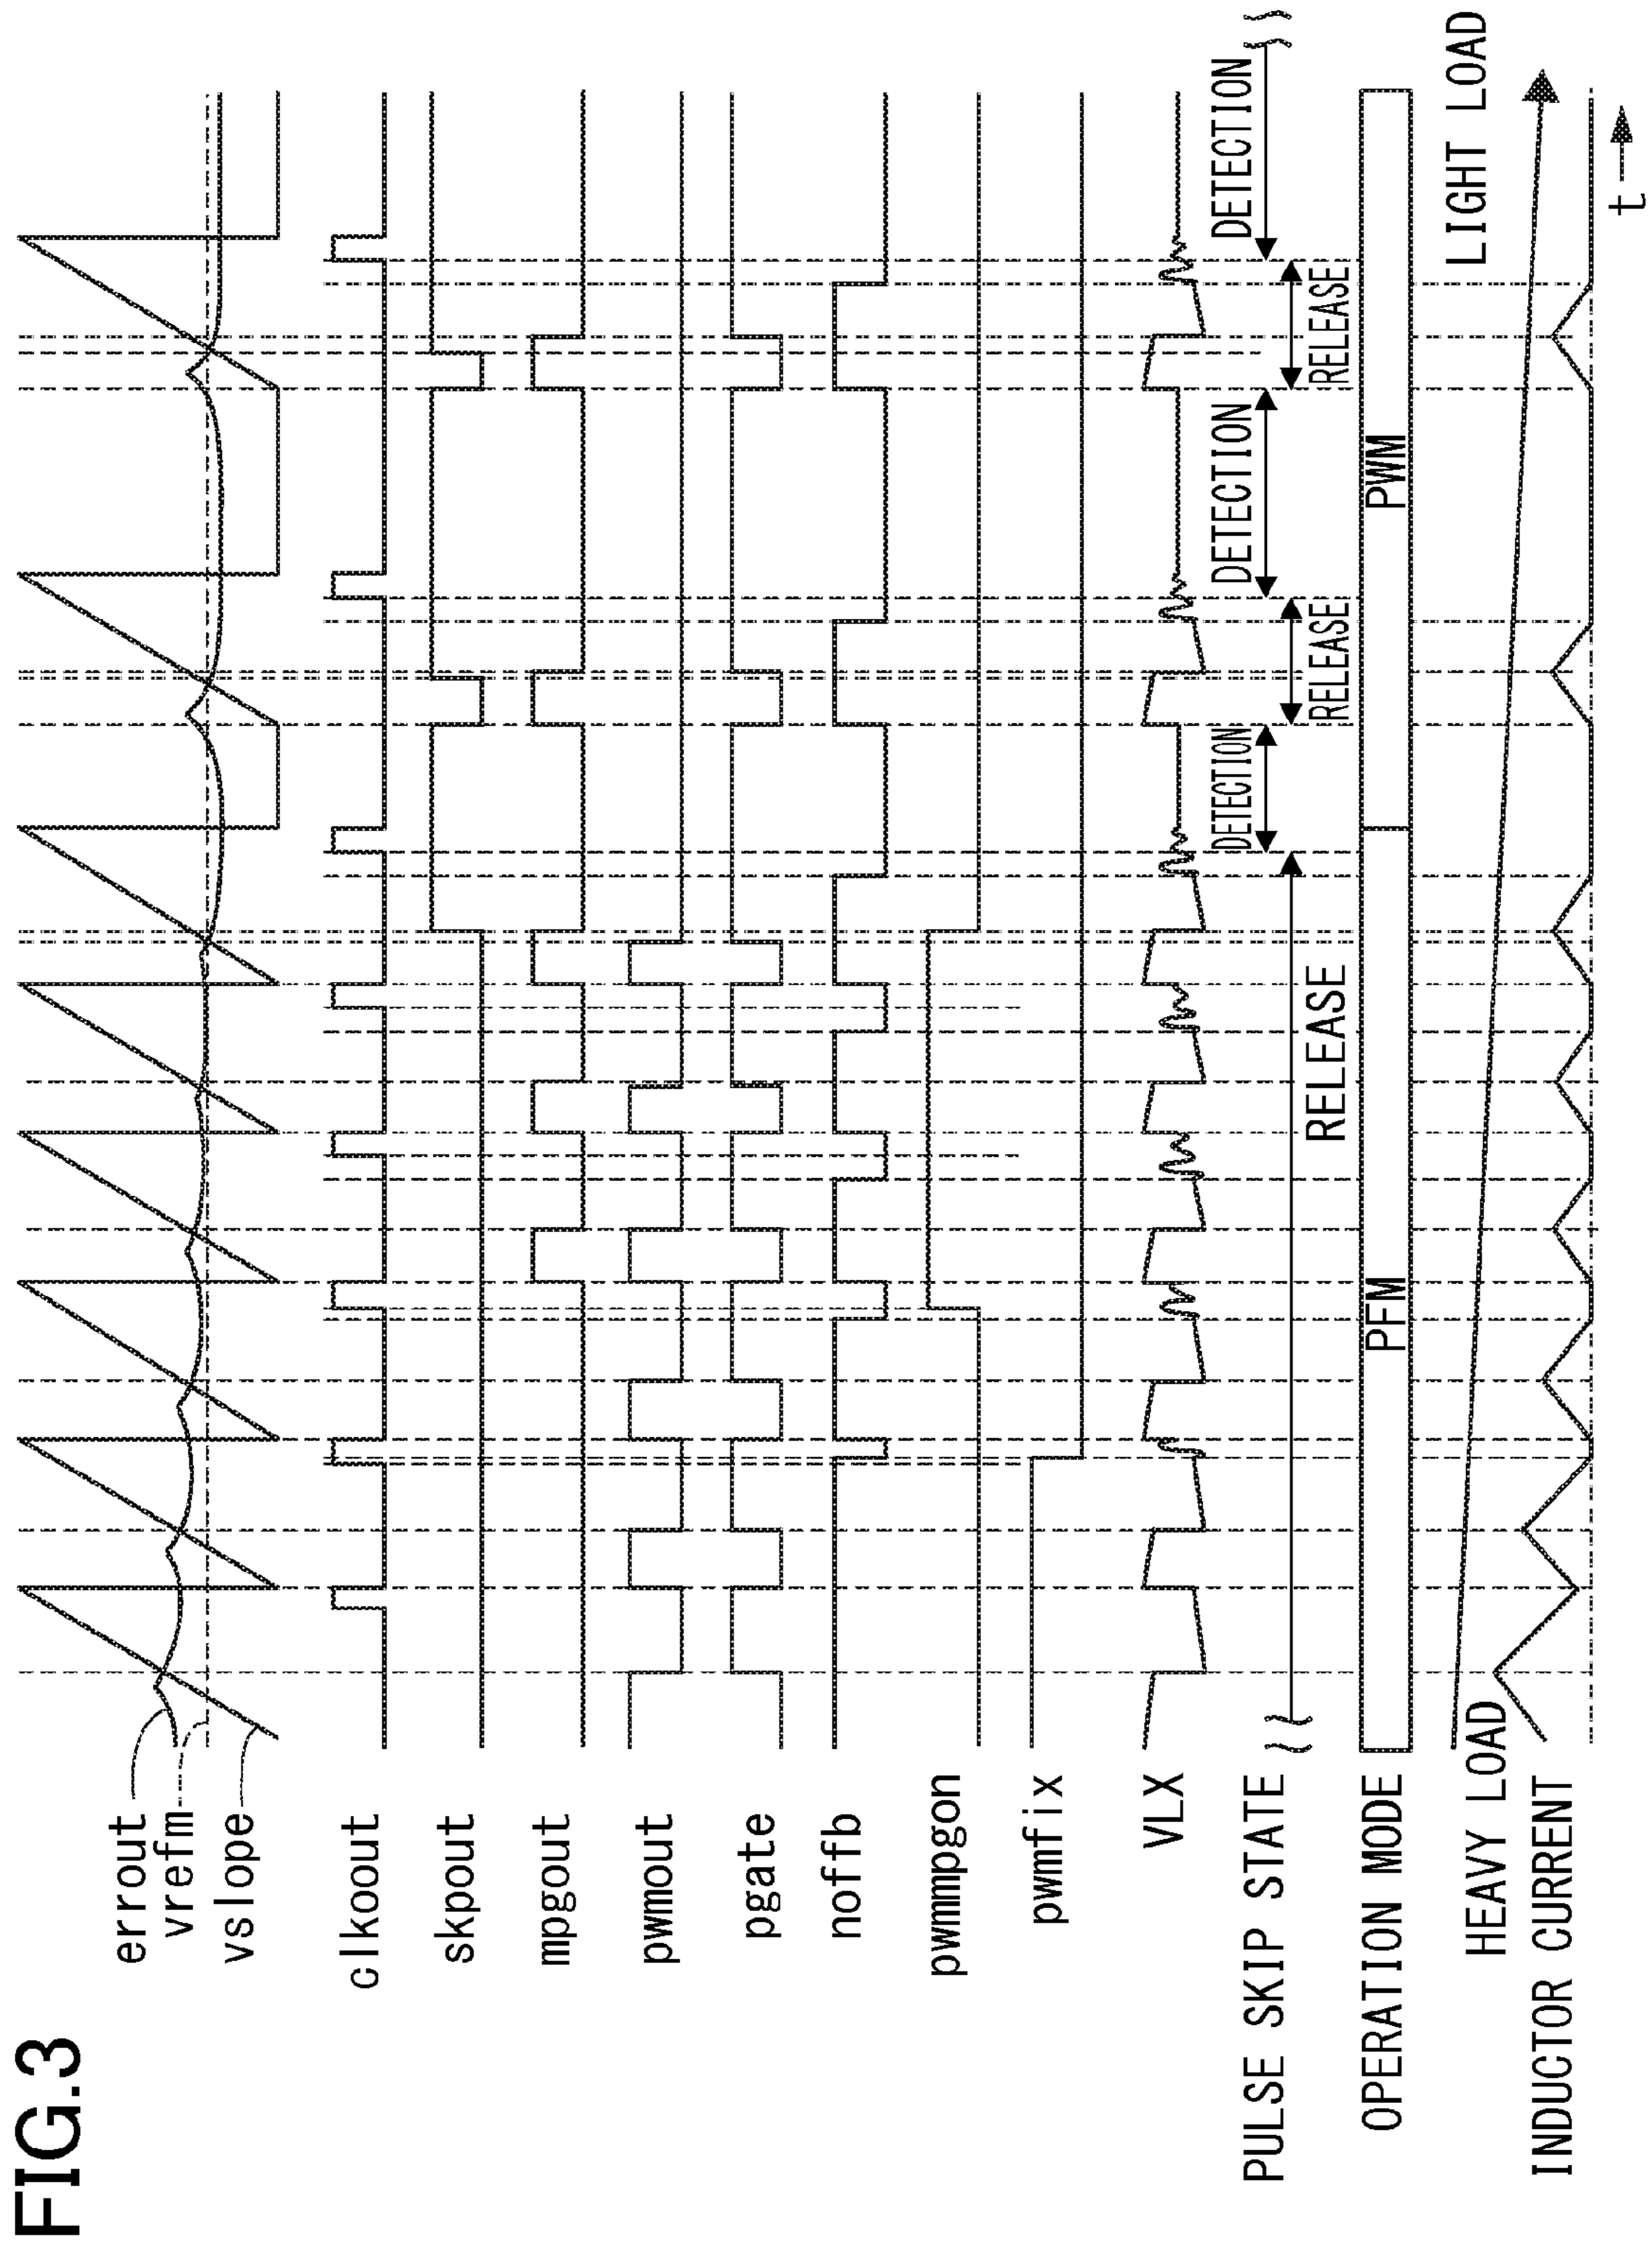 FIG.3
errout
vrefm
vslope
clkoout
skpout
mpgout
pwmout
pgate
noffb
pwmmpgon
pwmfix
VLX
PULSE SKIP STATE
RELEASE
DETECTION
RELEASE
DETECTION
RELEASE
DETECTION
OPERATION MODE
PFM
PWM
HEAVY LOAD
LIGHT LOAD
INDUCTOR CURRENT
t